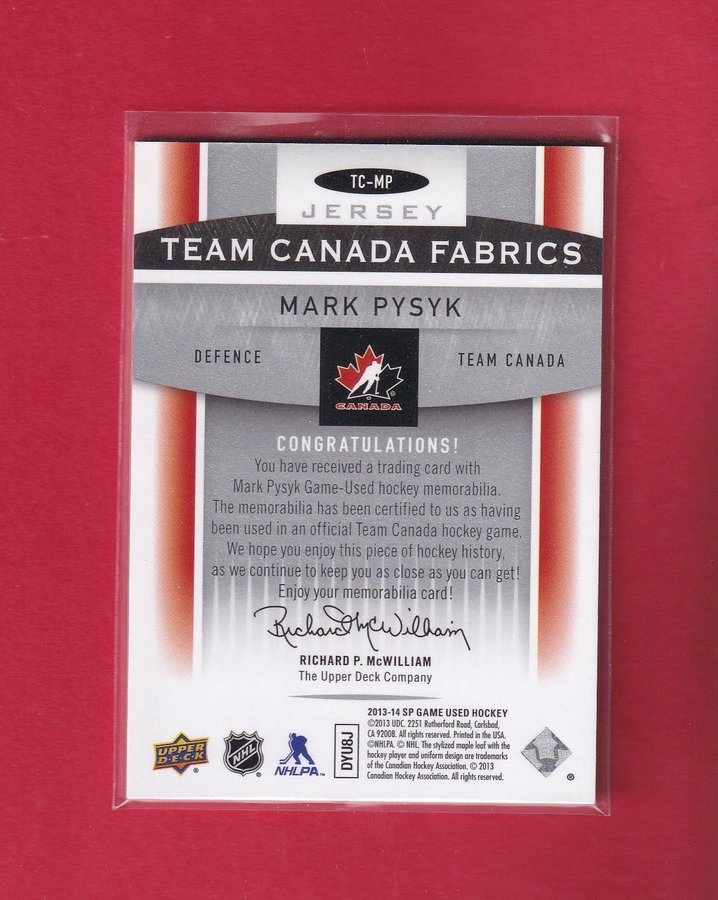 TC-MP
JERSEY
TEAM CANADA FABRICS
MARK PYSYK
DEFENCE
TEAM CANADA
CANADA
CONGRATULATIONS!
You have received a trading card with
Mark Pysyk Game-Used hockey memorabilia.
The memorabilia has been certified to us as having
been used in an official Team Canada hockey game.
We hope you enjoy this piece of hockey history,
as we continue to keep you as close as you can get!
Enjoy your memorabilia card!
Richard P McWilliam
RICHARD P. McWILLIAM
The Upper Deck Company
2013-14 SP GAME USED HOCKEY
©2013 UDC. 2251 Rutherford Road, Carlsbad,
CA 92008. All rights reserved. Printed in the USA.
©NHLPA. © NHL. The stylized maple leaf with the
hockey player and uniform design are trademarks
of the Canadian Hockey Association. © 2013
Canadian Hockey Association. All rights reserved.
UPPER
DECK
®
NHL
®
NHLPA
DYU8J
®